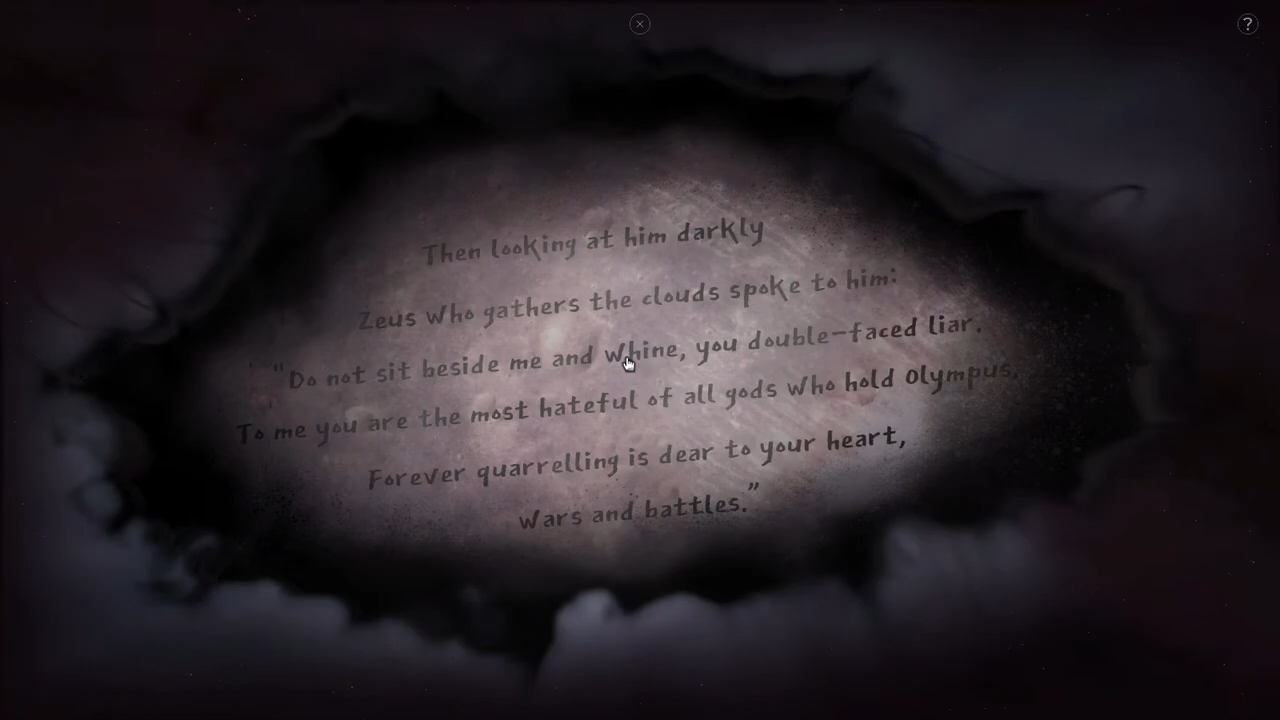 ?
Then looking at him darkly
Zeus who gathers the clouds spoke to him:
"Do not sit beside me and whine, you double-faced liar.
To me you are the most hateful of all gods who hold Olympus.
Forever quarrelling is dear to your heart,
wars and battles."